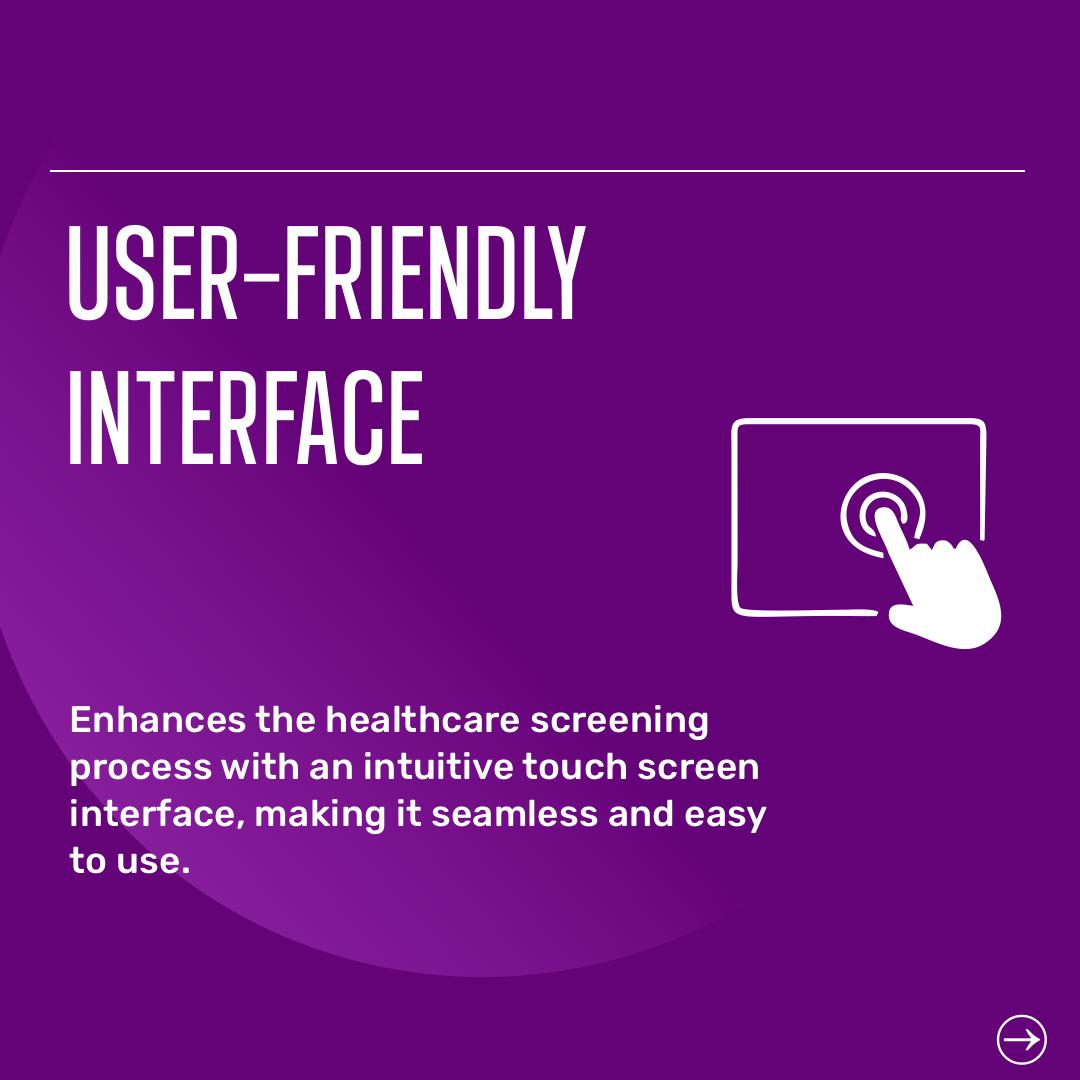 USER–FRIENDLY
INTERFACE
Enhances the healthcare screening
process with an intuitive touch screen
interface, making it seamless and easy
to use.